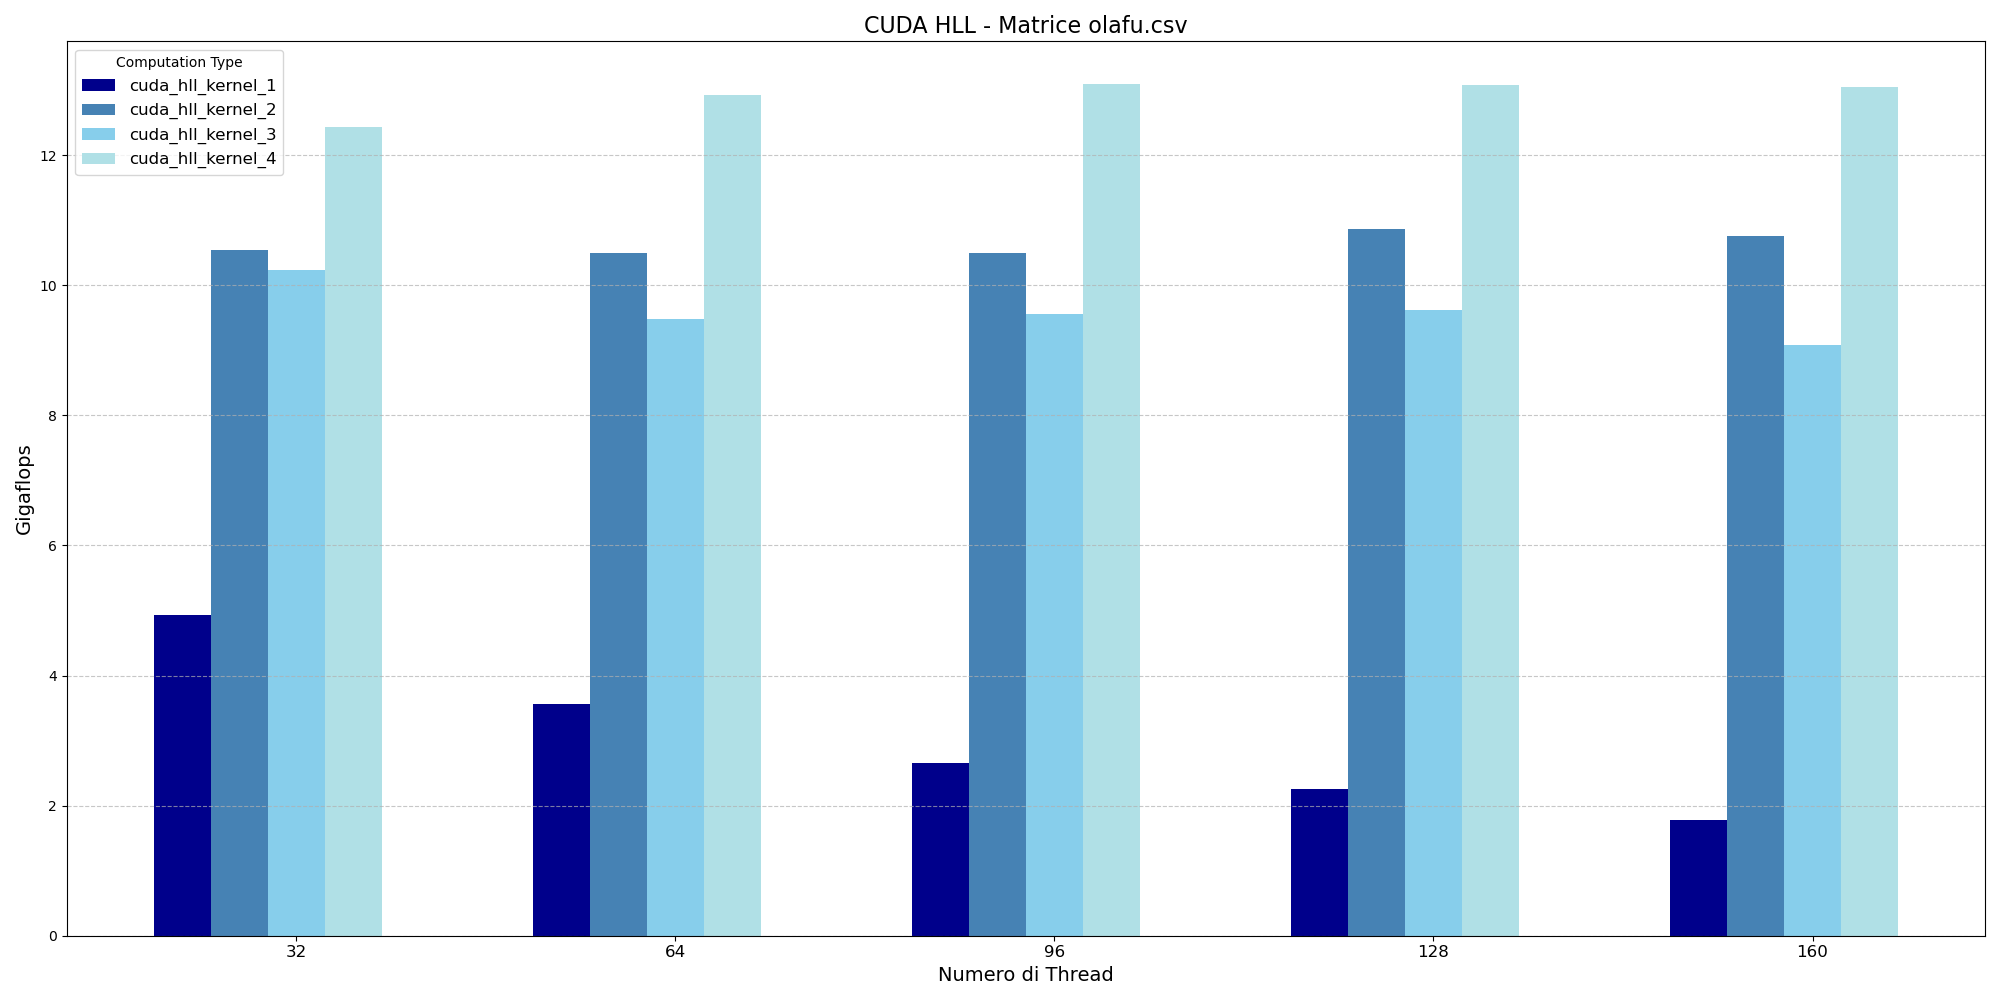 CUDA HLL - Matrice olafu.csv
Computation Type
cuda_hll_kernel_1
cuda_hll_kernel_2
cuda_hll_kernel_3
cuda_hll_kernel_4
Gigaflops
12
10
8
6
4
2
0
32 64 96 128 160
Numero di Thread